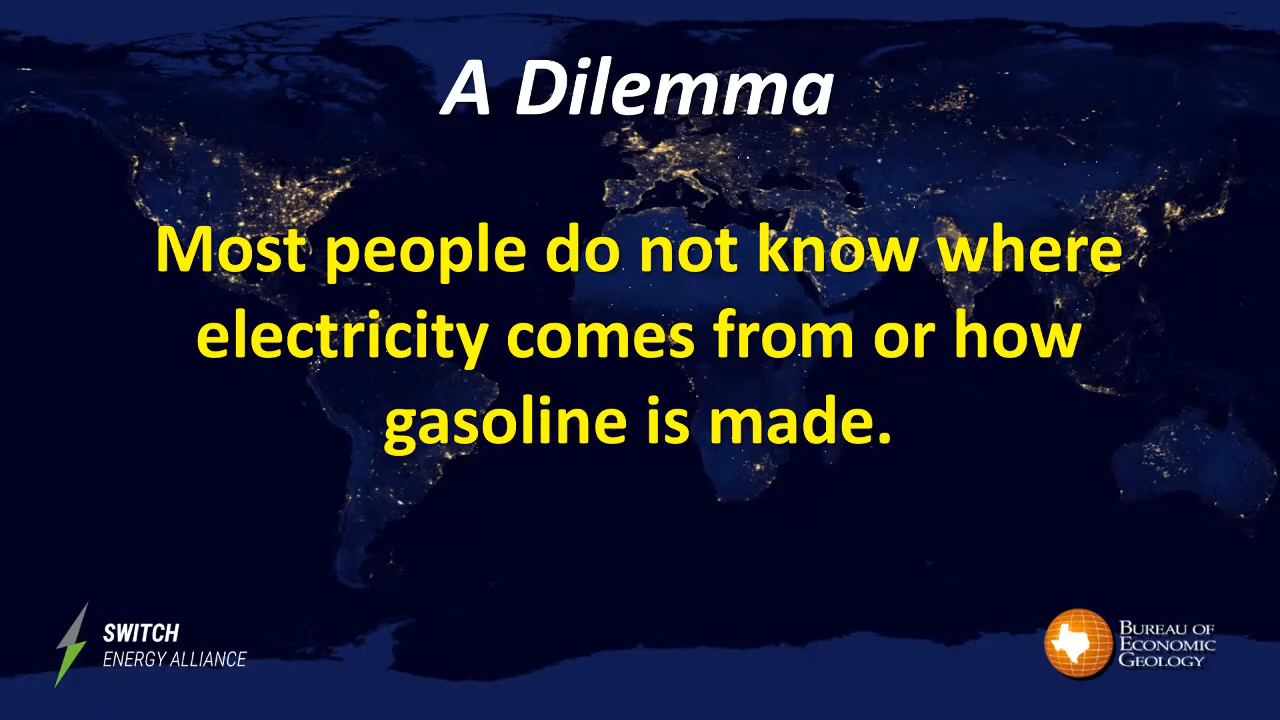 A Dilemma
Most people do not know where
electricity comes from or how
gasoline is made.
SWITCH
ENERGY ALLIANCE
BUREAU OF
ECONOMIC
GEOLOGY